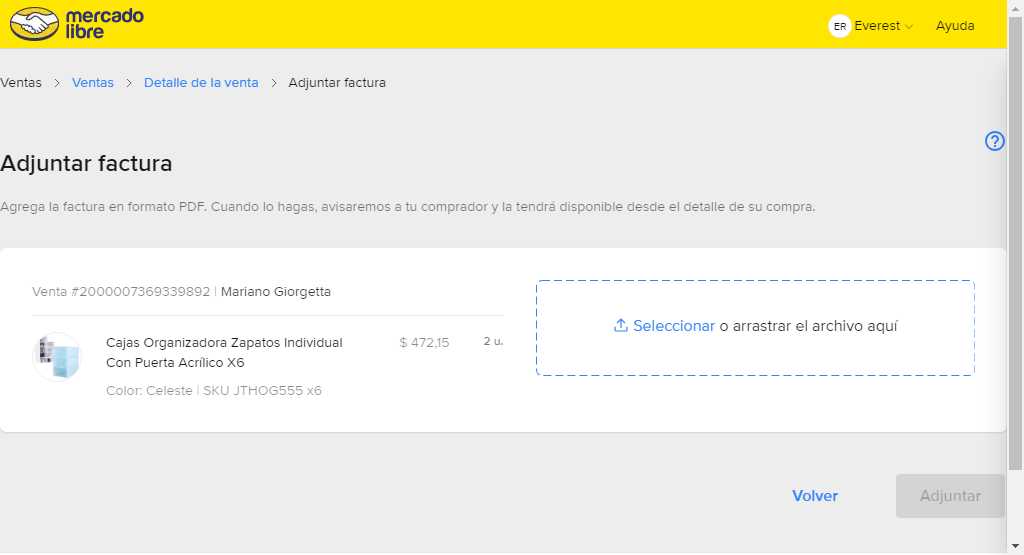 mercado
libre
ER Everest
Ayuda
Ventas > Ventas > Detalle de la venta > Adjuntar factura
Adjuntar factura
Agrega la factura en formato PDF. Cuando lo hagas, avisaremos a tu comprador y la tendrá disponible desde el detalle de su compra.
Venta #2000007369339892 | Mariano Giorgetta
Cajas Organizadora Zapatos Individual
Con Puerta Acrílico X6
$ 472,15
2 u.
Color: Celeste | SKU JTHOG555 x6
Seleccionar o arrastrar el archivo aquí
Volver
Adjuntar